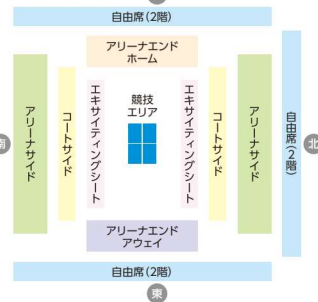 自由席(2階)
アリーナエンド
ホーム
アリーナサイド
コートサイド
エキサイティングシート
競技
エリア
エキサイティングシート
コートサイド
アリーナサイド
自由席(2階)
南
北
アリーナエンド
アウェイ
自由席(2階)
東